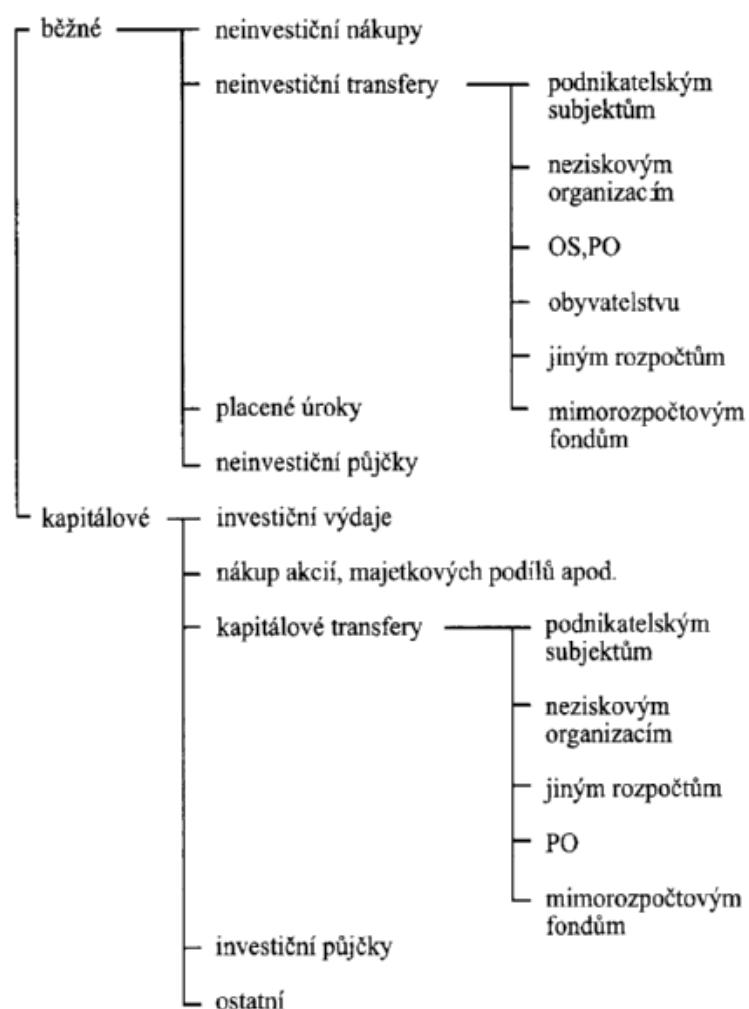 běžné
neinvestiční nákupy
neinvestiční transfery
podnikatelským
subjektům
neziskovým
organizacím
OS,PO
obyvatelstvu
jiným rozpočtům
mimorozpočtovým
fondům
placené úroky
neinvestiční půjčky
kapitálové
investiční výdaje
nákup akcií, majetkových podílů apod.
kapitálové transfery
podnikatelským
subjektům
neziskovým
organizacím
jiným rozpočtům
PO
mimorozpočtovým
fondům
investiční půjčky
ostatní